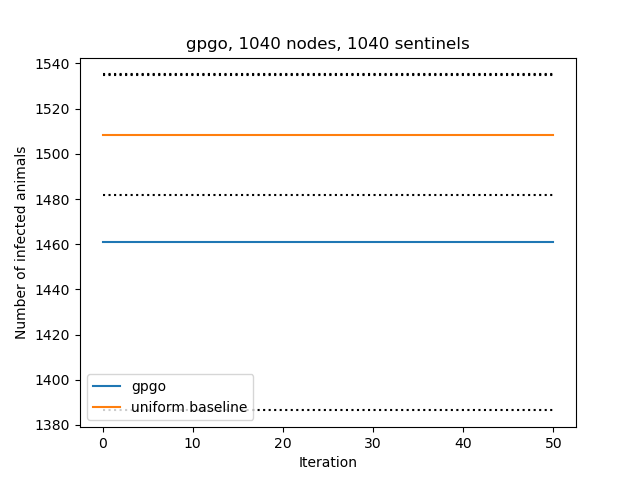 gpgo, 1040 nodes, 1040 sentinels
Number of infected animals
1540
1520
1500
1480
1460
1440
1420
1400
1380
gpgo
uniform baseline
0 10 20 30 40 50
Iteration